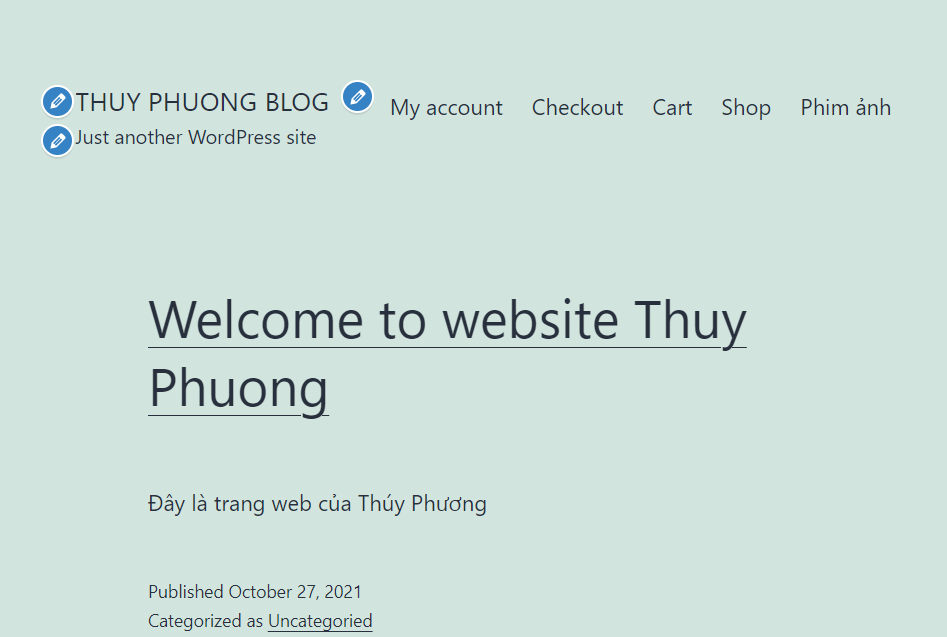 THUY PHUONG BLOG
Just another WordPress site
My account Checkout Cart Shop Phim ảnh
Welcome to website Thuy
Phuong
Đây là trang web của Thúy Phương
Published October 27, 2021
Categorized as Uncategoried